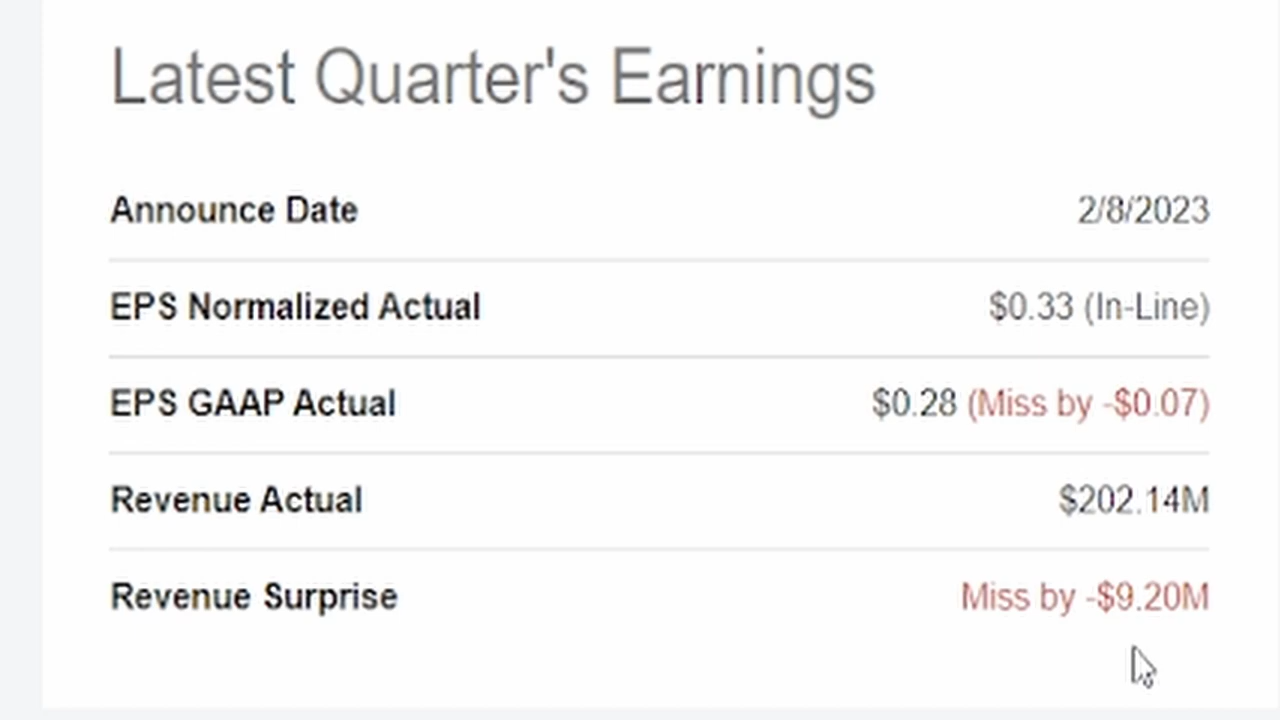 Latest Quarter's Earnings
Announce Date 2/8/2023
EPS Normalized Actual $0.33 (In-Line)
EPS GAAP Actual $0.28 (Miss by -$0.07)
Revenue Actual $202.14M
Revenue Surprise Miss by -$9.20M